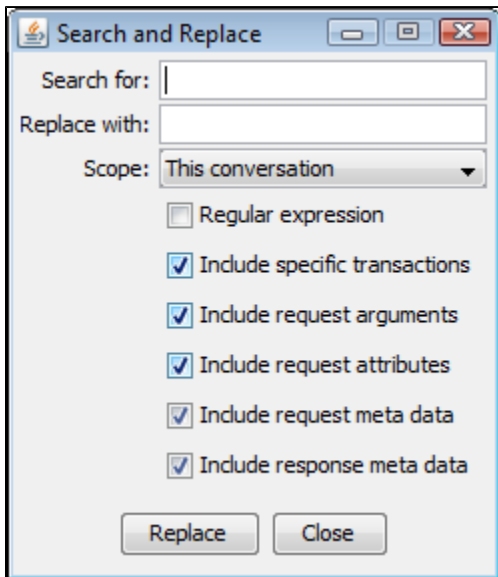 Search and Replace
Search for:
Replace with:
Scope: This conversation
Regular expression
Include specific transactions
Include request arguments
Include request attributes
Include request meta data
Include response meta data
Replace Close